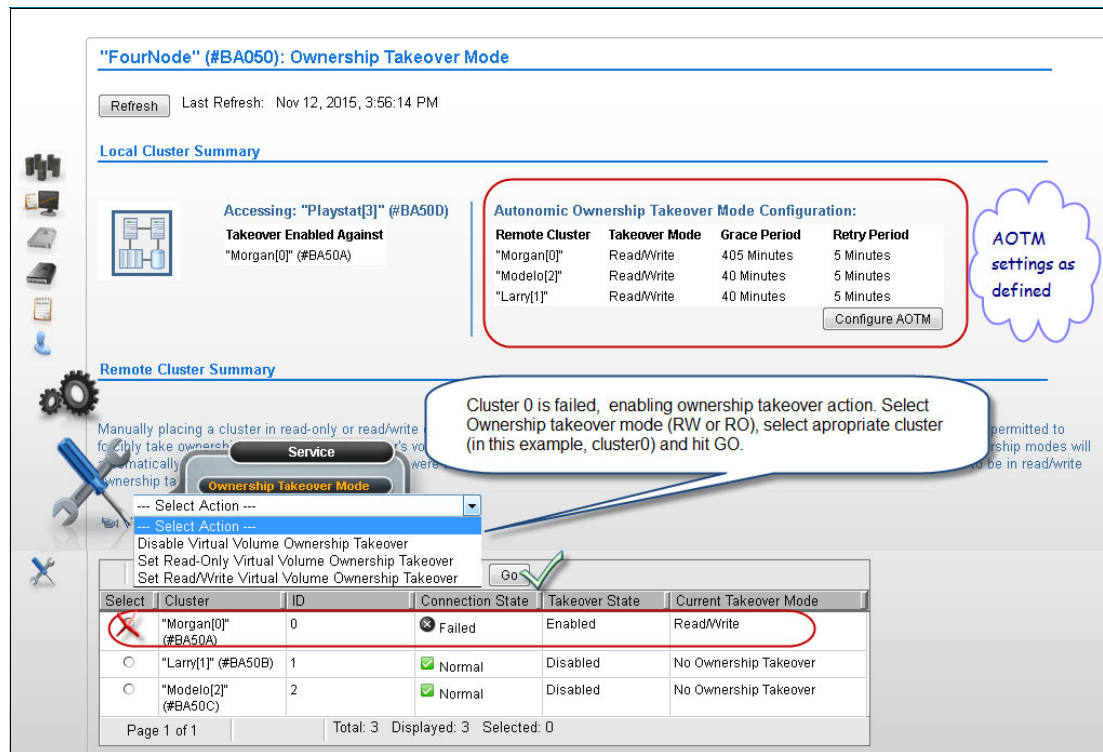 "FourNode" (#BA050): Ownership Takeover Mode
Refresh Last Refresh: Nov 12, 2015, 3:56:14 PM
Local Cluster Summary
Accessing: "Playstat[3]" (#BA50D)
Takeover Enabled Against
"Morgan[0]" (#BA50A)
Autonomic Ownership Takeover Mode Configuration:
Remote Cluster Takeover Mode Grace Period Retry Period
"Morgan[0]" Read/Write 405 Minutes 5 Minutes
"Modelo[2]" Read/Write 40 Minutes 5 Minutes
"Larry[1]" Read/Write 40 Minutes 5 Minutes
Configure AOTM
AOTM
settings as
defined
Remote Cluster Summary
Cluster 0 is failed, enabling ownership takeover action. Select
Ownership takeover mode (RW or RO), select apropriate cluster
(in this example, cluster0) and hit GO.
Manually placing a cluster in read-only or read/write permitted to
take ownership 's rship modes will
were to be in read/write
ownership
Service
Ownership Takeover Mode
--- Select Action ---
--- Select Action ---
Disable Virtual Volume Ownership Takeover
Set Read-Only Virtual Volume Ownership Takeover
Set Read/Write Virtual Volume Ownership Takeover
Go
Select Cluster ID Connection State Takeover State Current Takeover Mode
"Morgan[0]" (#BA50A) 0 Failed Enabled Read/Write
"Larry[1]" (#BA50B) 1 Normal Disabled No Ownership Takeover
"Modelo[2]" (#BA50C) 2 Normal Disabled No Ownership Takeover
Page 1 of 1 Total: 3 Displayed: 3 Selected: 0